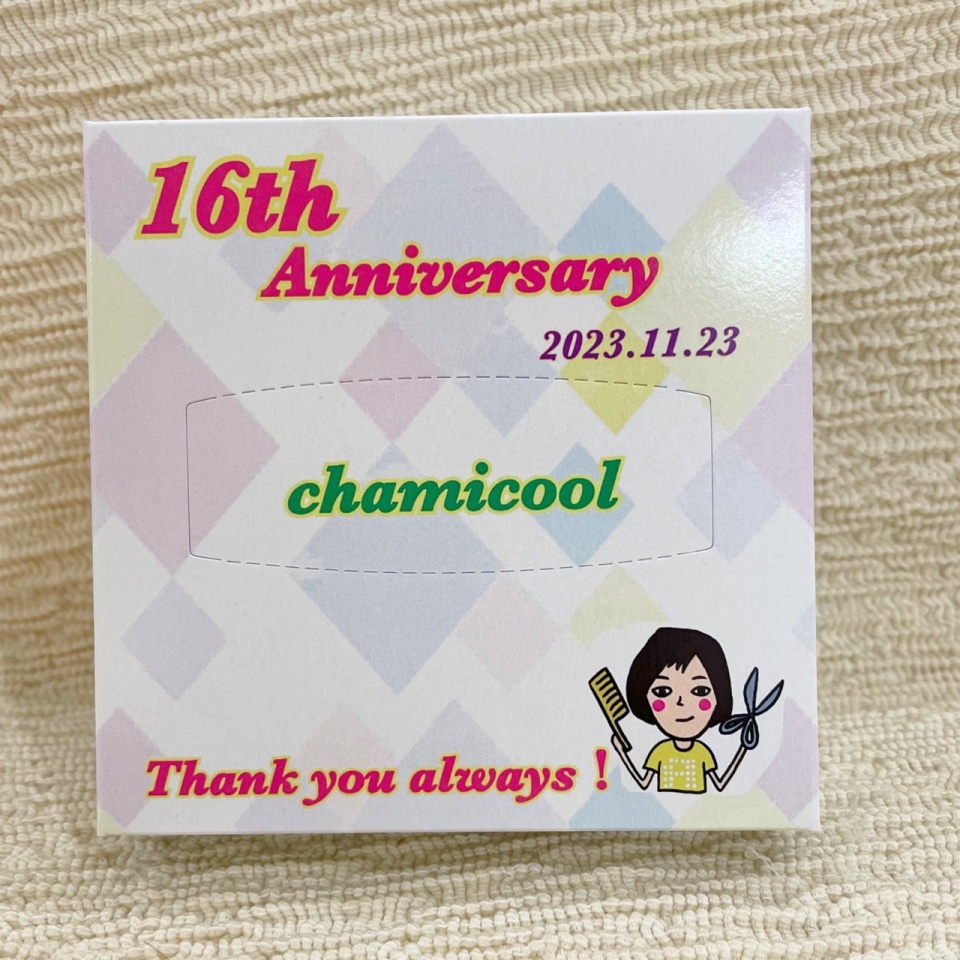 16th
Anniversary
2023.11.23
chamicool
Thank you always !